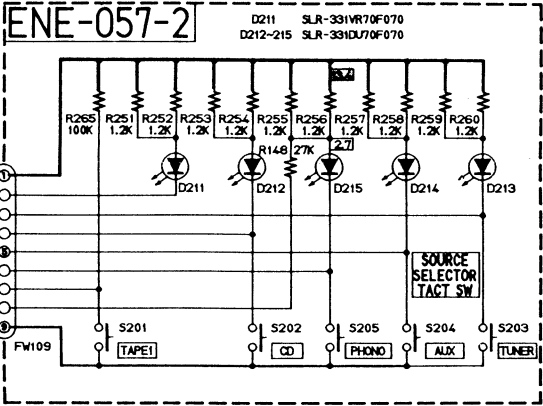 ENE-057-2
D211 SLR-331VR70F070
D212~215 SLR-331DU70F070
R265 R251 R252 R253 R254 R255 R256 R257 R258 R259 R260
100K 1.2K 1.2K 1.2K 1.2K 1.2K 1.2K 1.2K 1.2K 1.2K 1.2K
R148 27K 2.7
D211 D212 D215 D214 D213
1
5
SOURCE
SELECTOR
TACT SW
9
S201 S202 S205 S204 S203
FW109
TAPE1 CD PHONO AUX TUNER